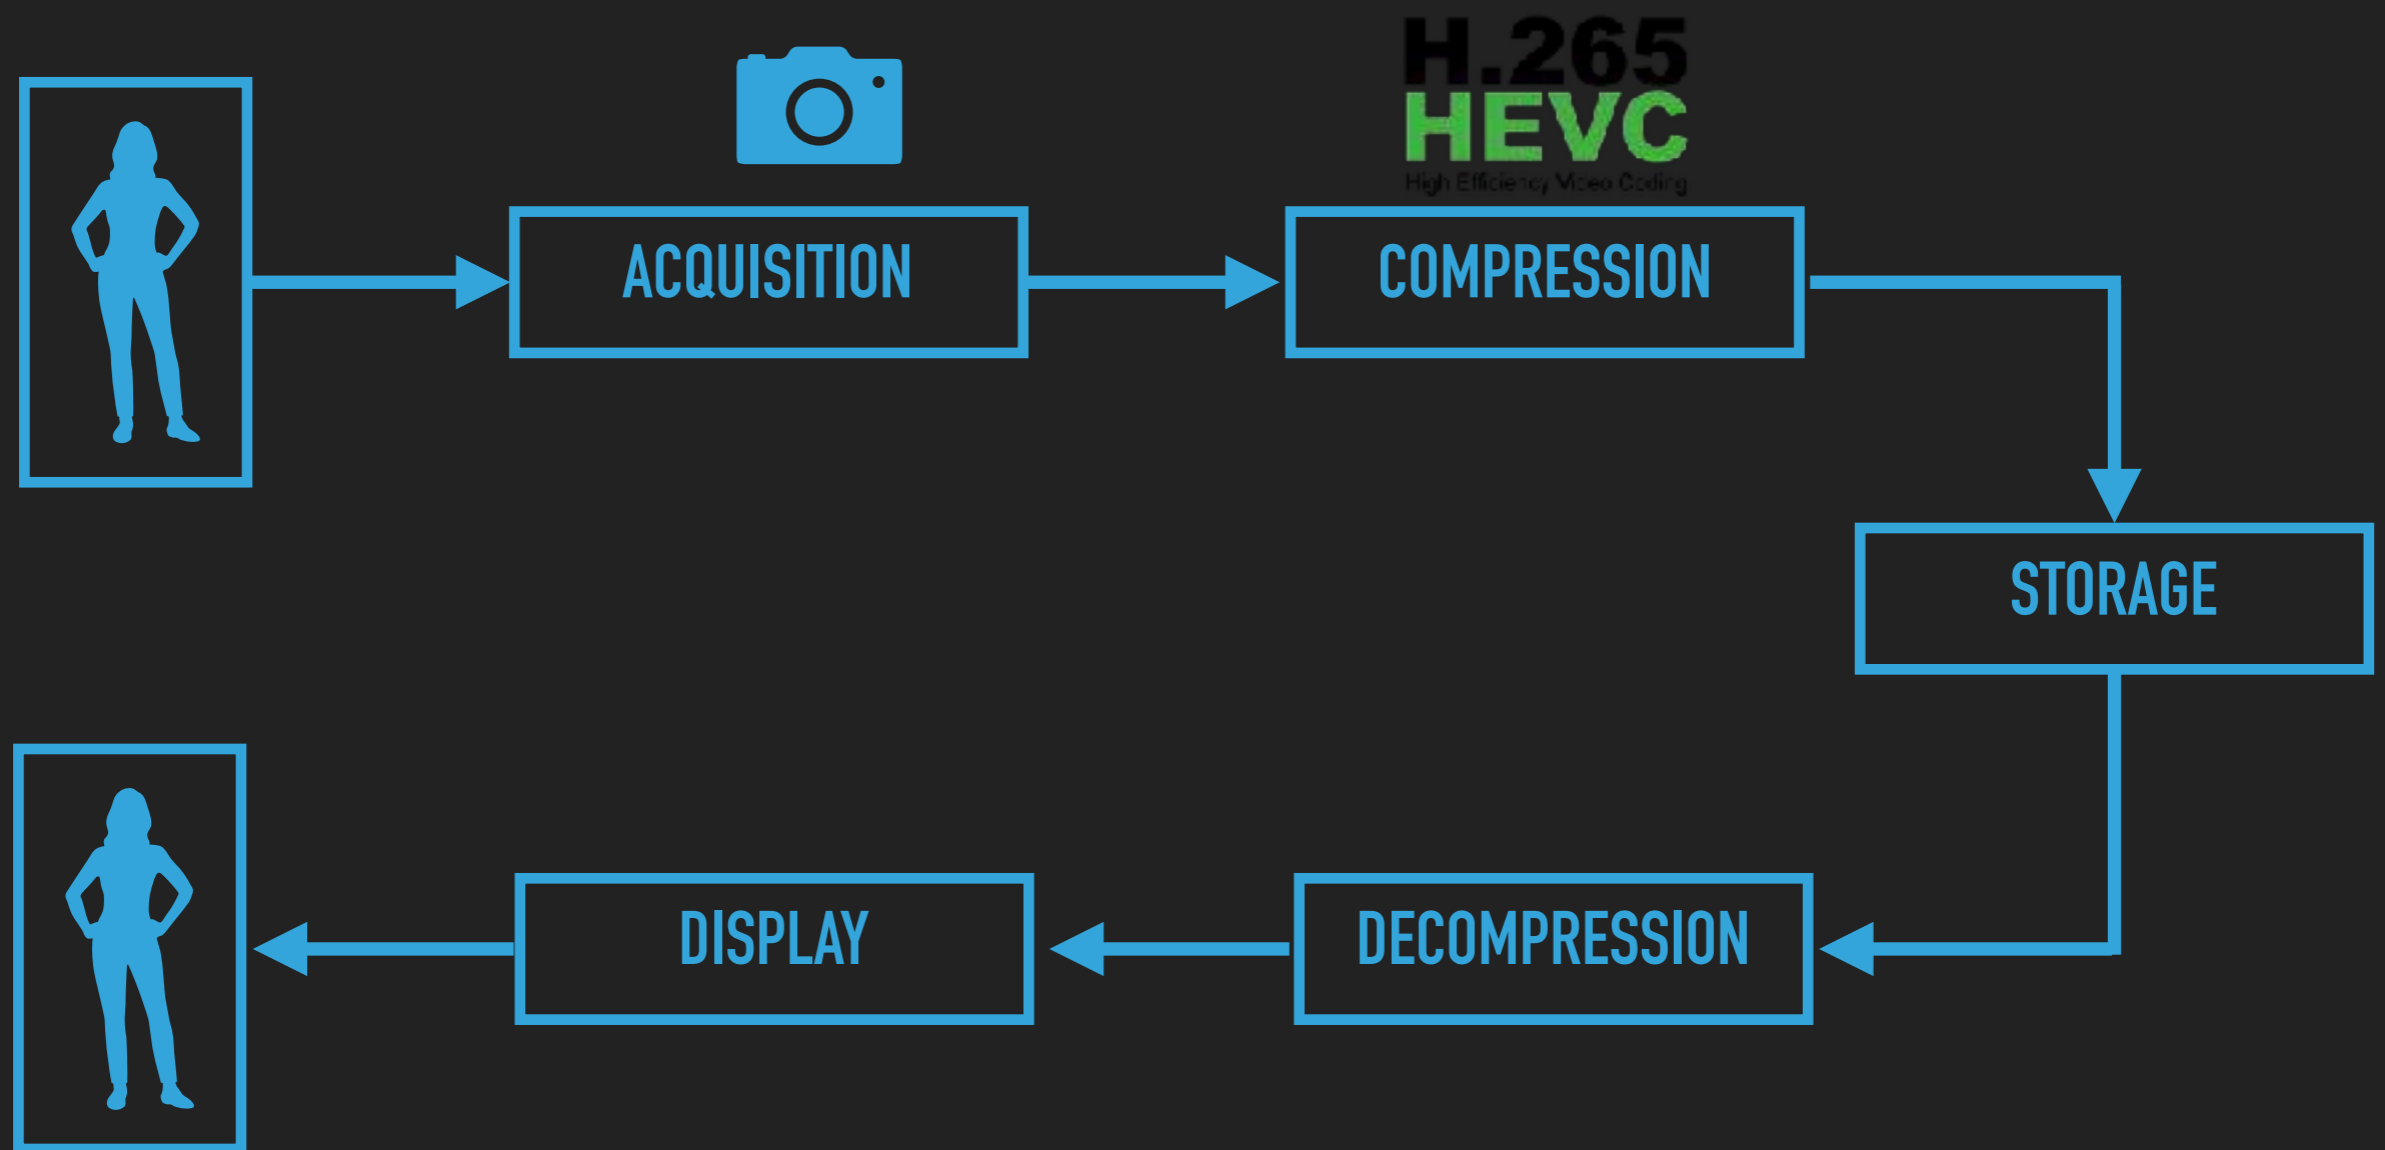 H.265
HEVC
High Efficiency Video Coding
ACQUISITION
COMPRESSION
STORAGE
DISPLAY
DECOMPRESSION